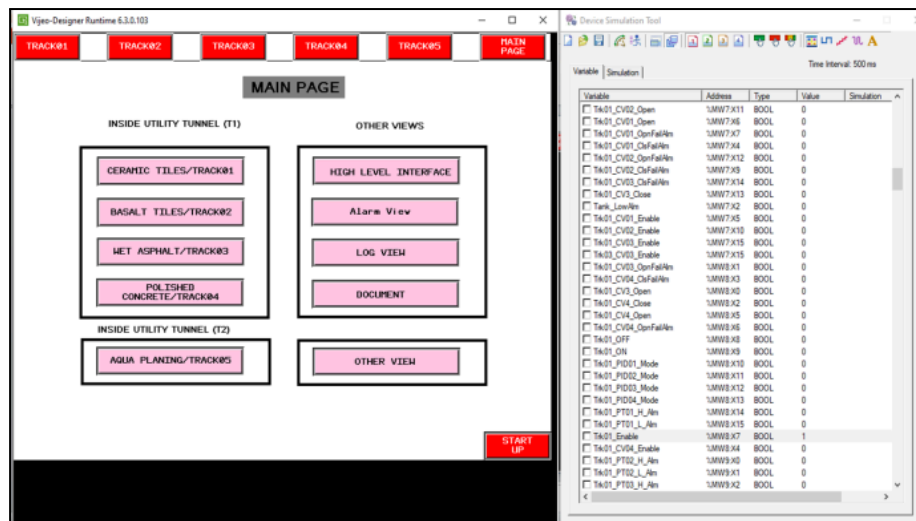 Vijeo-Designer Runtime 6.3.0.103
TRACK01 TRACK02 TRACK03 TRACK04 TRACK05 MAIN PAGE
MAIN PAGE
INSIDE UTILITY TUNNEL (T1)
OTHER VIEWS
CERAMIC TILES/TRACK01
HIGH LEVEL INTERFACE
BASALT TILES/TRACK02
Alarm View
WET ASPHALT/TRACK03
LOG VIEW
POLISHED
CONCRETE/TRACK04
DOCUMENT
INSIDE UTILITY TUNNEL (T2)
AQUA PLANING/TRACK05
OTHER VIEW
START
UP
Device Simulation Tool
Time Interval: 500 ms
Variable Simulation
Variable Address Type Value Simulation
Trk01_CV02_Open %MW7:X11 BOOL 0
Trk01_CV01_Open %MW7:X6 BOOL 0
Trk01_CV01_OpnFailAlm %MW7:X7 BOOL 0
Trk01_CV01_ClsFailAlm %MW7:X4 BOOL 0
Trk01_CV02_OpnFailAlm %MW7:X12 BOOL 0
Trk01_CV02_ClsFailAlm %MW7:X9 BOOL 0
Trk01_CV03_ClsFailAlm %MW7:X14 BOOL 0
Trk01_CV3_Close %MW7:X13 BOOL 0
Tank_LowAlm %MW7:X2 BOOL 0
Trk01_CV01_Enable %MW7:X5 BOOL 0
Trk01_CV02_Enable %MW7:X10 BOOL 0
Trk01_CV03_Enable %MW7:X15 BOOL 0
Trk03_CV03_Enable %MW7:X15 BOOL 0
Trk01_CV03_OpnFailAlm %MW8:X1 BOOL 0
Trk01_CV04_ClsFailAlm %MW8:X3 BOOL 0
Trk01_CV3_Open %MW8:X0 BOOL 0
Trk01_CV4_Close %MW8:X2 BOOL 0
Trk01_CV4_Open %MW8:X5 BOOL 0
Trk01_CV04_OpnFailAlm %MW8:X6 BOOL 0
Trk01_OFF %MW8:X8 BOOL 0
Trk01_ON %MW8:X9 BOOL 0
Trk01_PID01_Mode %MW8:X10 BOOL 0
Trk01_PID02_Mode %MW8:X11 BOOL 0
Trk01_PID03_Mode %MW8:X12 BOOL 0
Trk01_PID04_Mode %MW8:X13 BOOL 0
Trk01_PT01_H_Alm %MW8:X14 BOOL 0
Trk01_PT01_L_Alm %MW8:X15 BOOL 0
Trk01_Enable %MW8:X7 BOOL 1
Trk01_CV04_Enable %MW8:X4 BOOL 0
Trk01_PT02_H_Alm %MW9:X0 BOOL 0
Trk01_PT02_L_Alm %MW9:X1 BOOL 0
Trk01_PT03_H_Alm %MW9:X2 BOOL 0